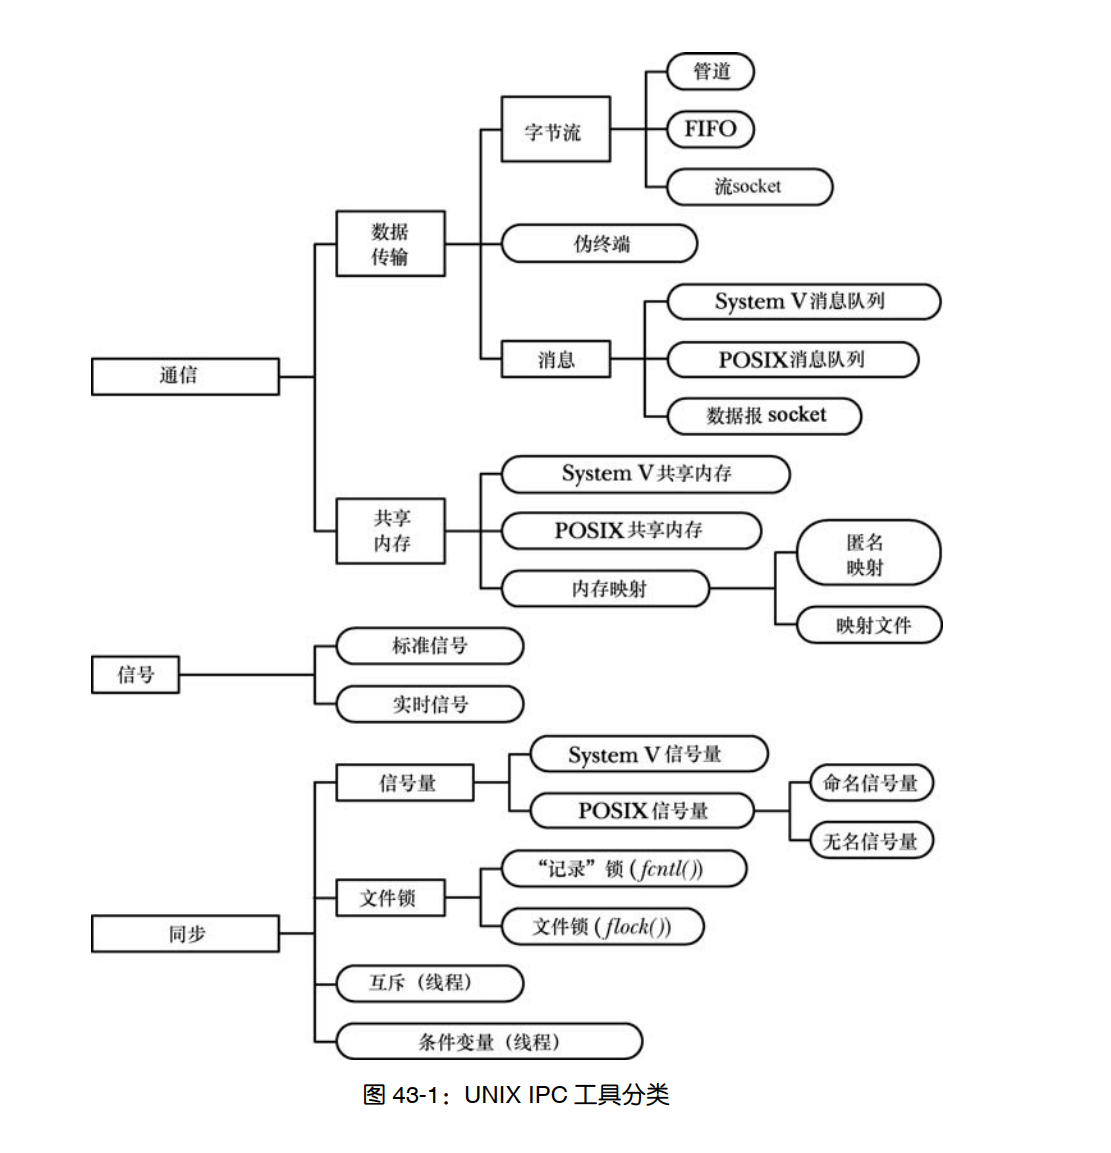 管道
字节流
FIFO
流socket
数据
传输
伪终端
System V消息队列
消息
POSIX消息队列
数据报 socket
通信
System V共享内存
共享
内存
POSIX共享内存
内存映射
匿名
映射
映射文件
标准信号
信号
实时信号
System V 信号量
信号量
命名信号量
POSIX 信号量
无名信号量
“记录”锁 (fcntl())
文件锁
文件锁 (flock())
同步
互斥（线程）
条件变量（线程）
图 43-1：UNIX IPC 工具分类